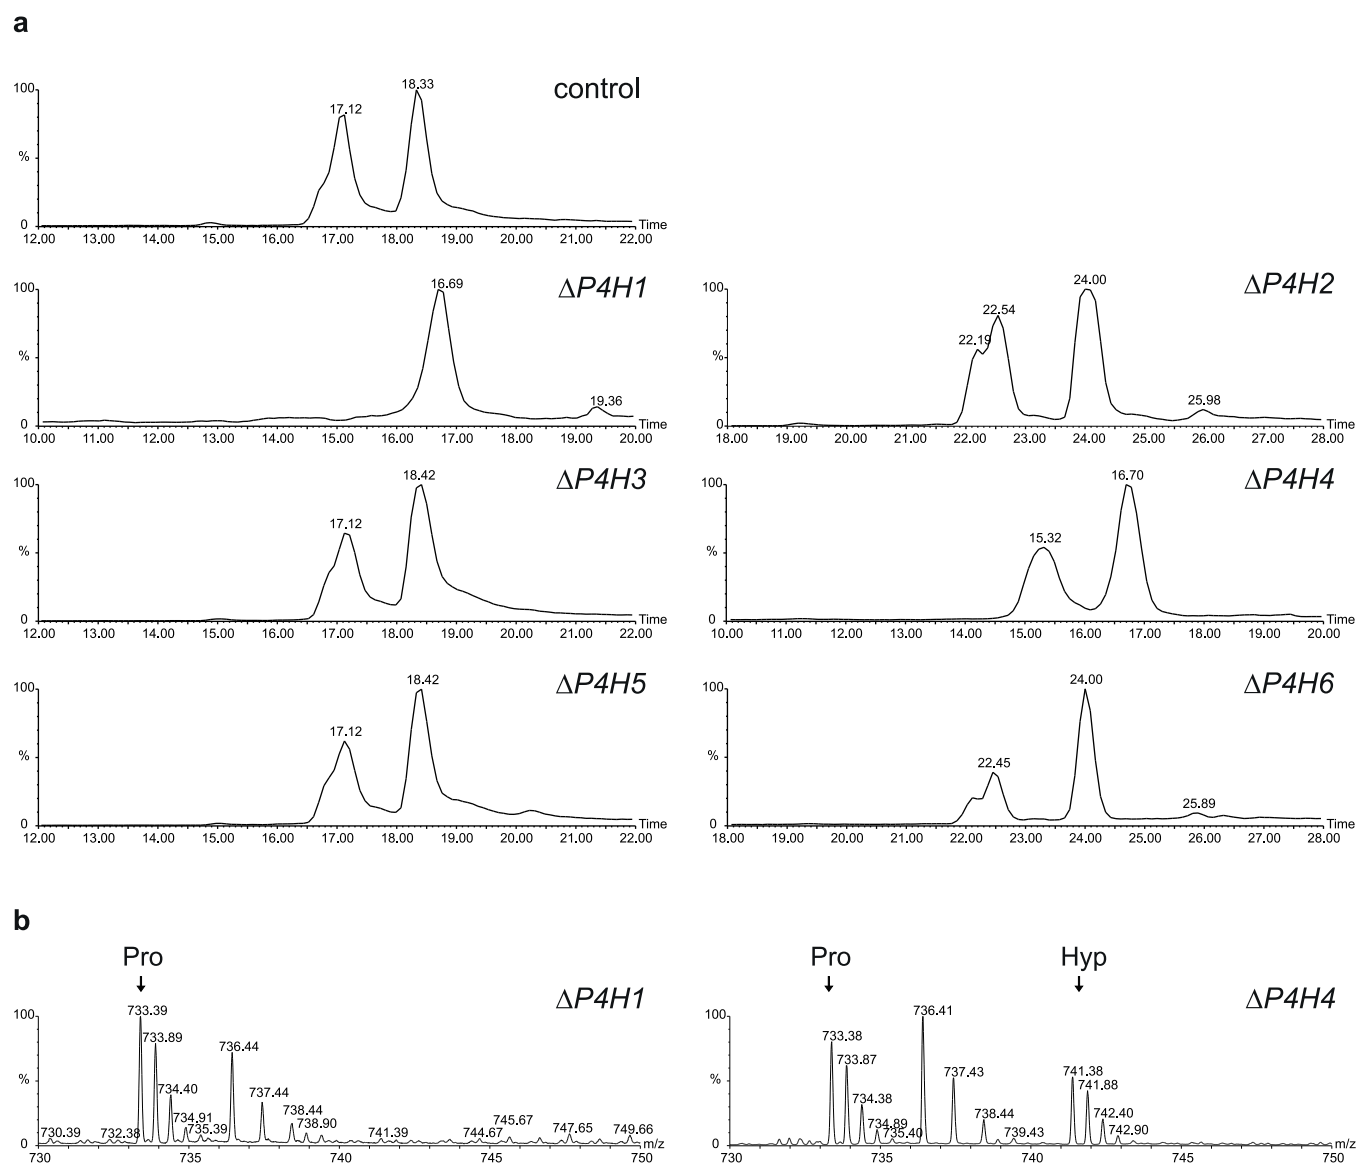 a
control
100
%
0
17.12
18.33
Time
12.00 13.00 14.00 15.00 16.00 17.00 18.00 19.00 20.00 21.00 22.00
ΔP4H1
100
%
0
16.69
19.36
Time
10.00 11.00 12.00 13.00 14.00 15.00 16.00 17.00 18.00 19.00 20.00
ΔP4H2
100
%
0
22.19
22.54
24.00
25.98
Time
18.00 19.00 20.00 21.00 22.00 23.00 24.00 25.00 26.00 27.00 28.00
ΔP4H3
100
%
0
17.12
18.42
Time
12.00 13.00 14.00 15.00 16.00 17.00 18.00 19.00 20.00 21.00 22.00
ΔP4H4
100
%
0
15.32
16.70
Time
10.00 11.00 12.00 13.00 14.00 15.00 16.00 17.00 18.00 19.00 20.00
ΔP4H5
100
%
0
17.12
18.42
Time
12.00 13.00 14.00 15.00 16.00 17.00 18.00 19.00 20.00 21.00 22.00
ΔP4H6
100
%
0
22.45
24.00
25.89
Time
18.00 19.00 20.00 21.00 22.00 23.00 24.00 25.00 26.00 27.00 28.00
b
Pro
ΔP4H1
100
%
0
730.39
732.38
733.39
733.89
734.40
734.91
735.39
736.44
737.44
738.44
738.90
741.39
744.67
745.67
747.65
749.66
m/z
730 735 740 745 750
Pro
Hyp
ΔP4H4
100
%
0
733.38
733.87
734.38
734.89
735.40
736.41
737.43
738.44
739.43
741.38
741.88
742.40
742.90
m/z
730 735 740 745 750